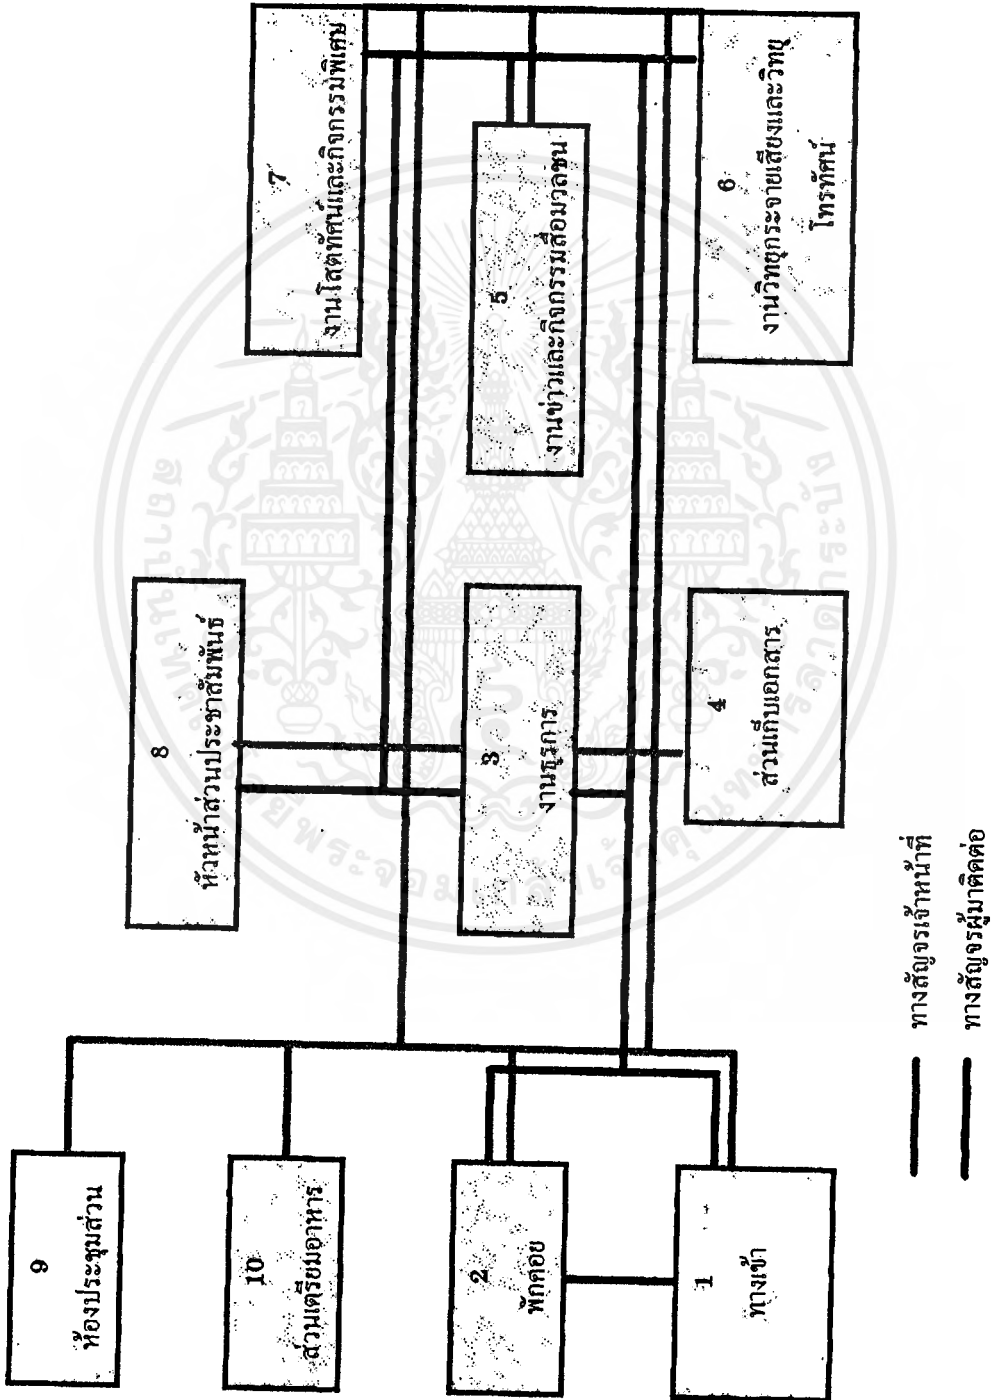 9
ห้องประชุมส่วน
10
ส่วนเตรียมอาหาร
2
พักคอย
1
ทางเข้า
8
หัวหน้าส่วนประชาสัมพันธ์
3
งานธุรการ
4
ส่วนเก็บเอกสาร
7
งานโสตทัศน์และกิจกรรมพิเศษ
5
งานข่าวและกิจกรรมสื่อมวลชน
6
งานวิทยุกระจายเสียงและวิทยุ
โทรทัศน์
ทางสัญจรเจ้าหน้าที่
ทางสัญจรผู้มาติดต่อ